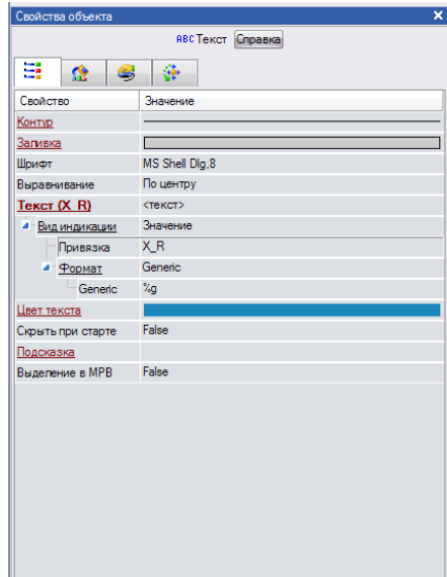 Свойства объекта
ABC Текст Справка
Свойство Значение
Контур
Заливка
Шрифт MS Shell Dlg,8
Выравнивание По центру
Текст (X_R) <текст>
Вид индикации Значение
Привязка X_R
Формат Generic
Generic %g
Цвет текста
Скрыть при старте False
Подсказка
Выделение в МРВ False